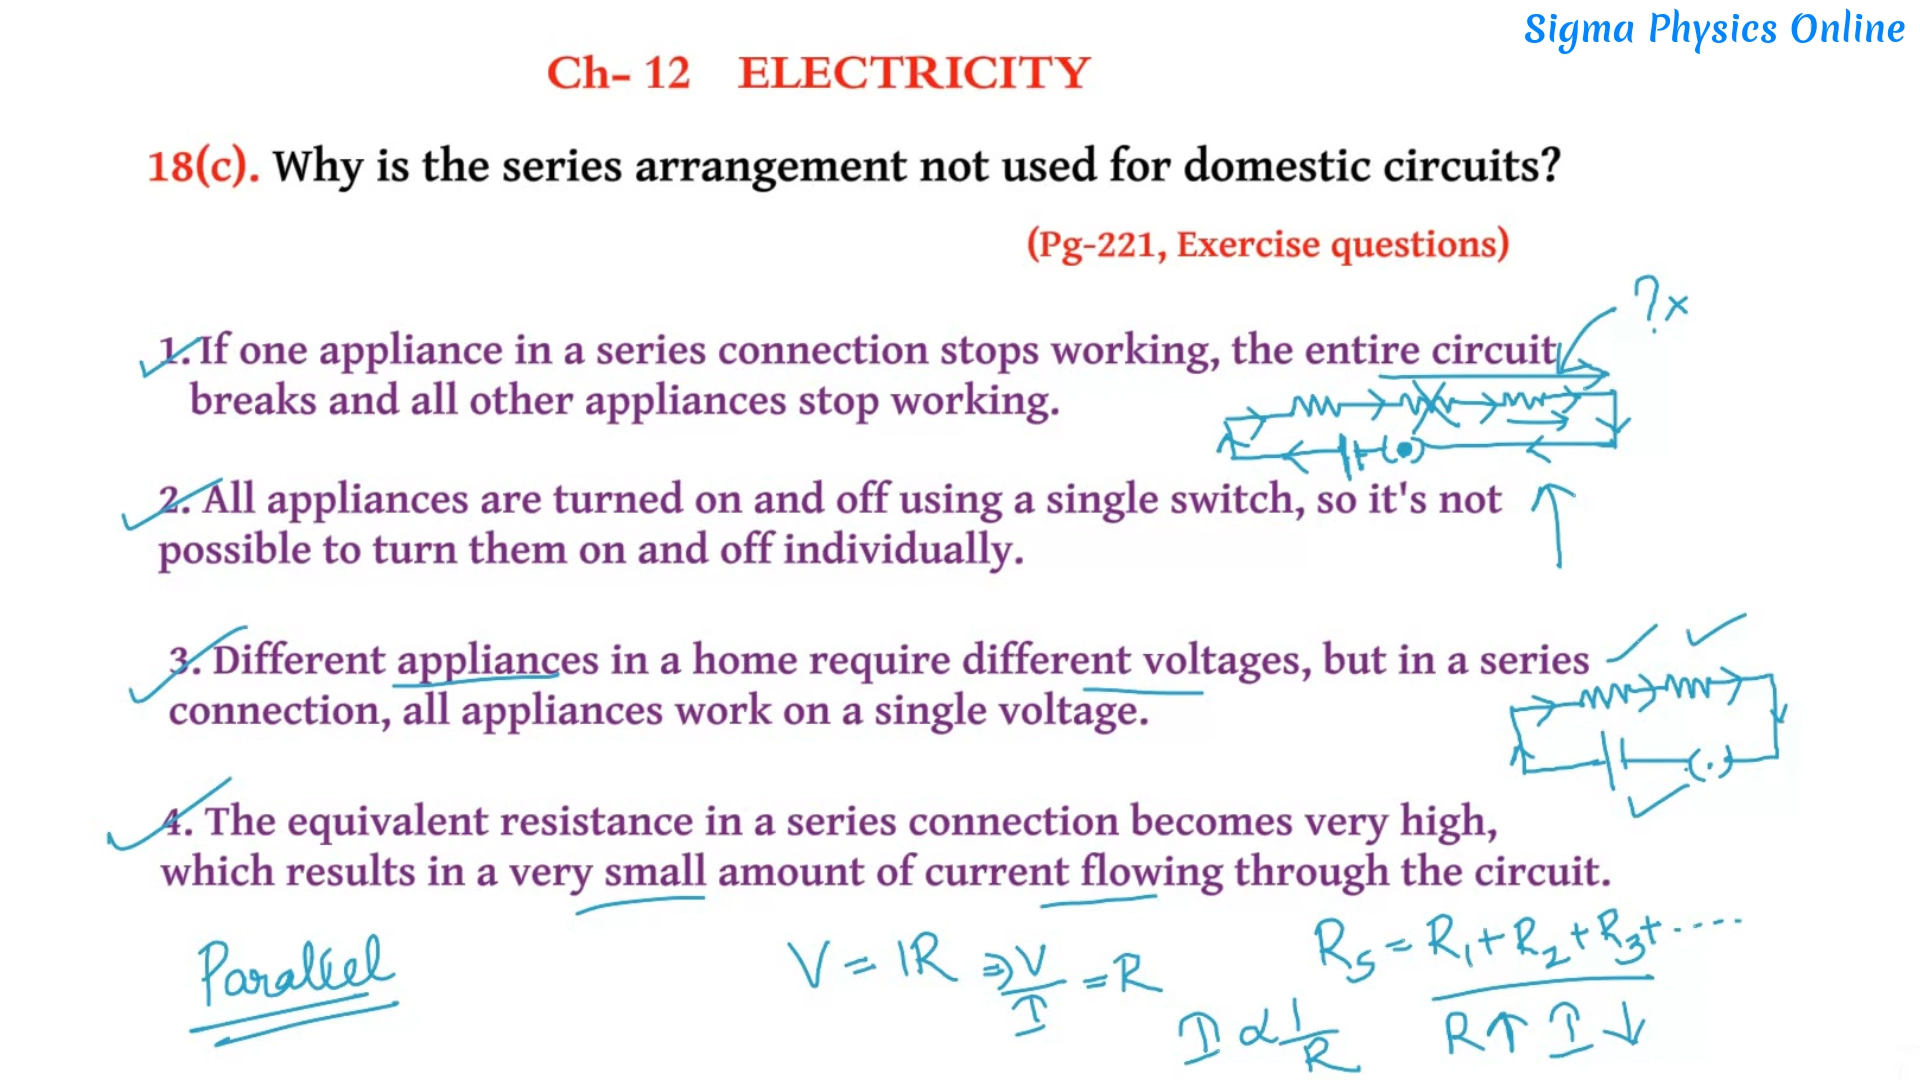 Sigma Physics Online
Ch- 12 ELECTRICITY
18(c). Why is the series arrangement not used for domestic circuits?
(Pg-221, Exercise questions)
? ×
1. If one appliance in a series connection stops working, the entire circuit
breaks and all other appliances stop working.
2. All appliances are turned on and off using a single switch, so it's not
possible to turn them on and off individually.
3. Different appliances in a home require different voltages, but in a series
connection, all appliances work on a single voltage.
4. The equivalent resistance in a series connection becomes very high,
which results in a very small amount of current flowing through the circuit.
Parallel
V = IR ⇒ V/I = R
I ∝ 1/R
R_S = R₁ + R₂ + R₃ + ....
R↑ I↓